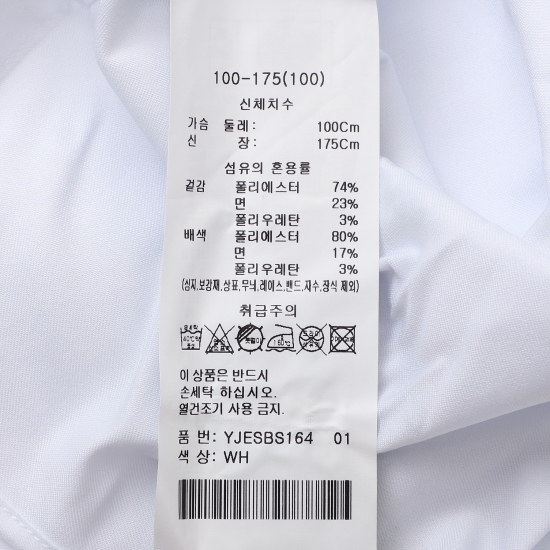 100-175(100)
신체치수
가슴 둘레 : 100Cm
신 장 : 175Cm
섬유의 혼용률
겉감 폴리에스터 74%
면 23%
폴리우레탄 3%
배색 폴리에스터 80%
면 17%
폴리우레탄 3%
(심지,보강재,상표,무늬,레이스,밴드,자수,장식 제외)
취급주의
이 상품은 반드시
손세탁 하십시오.
열건조기 사용 금지.
품 번: YJESBS164 01
색 상: WH